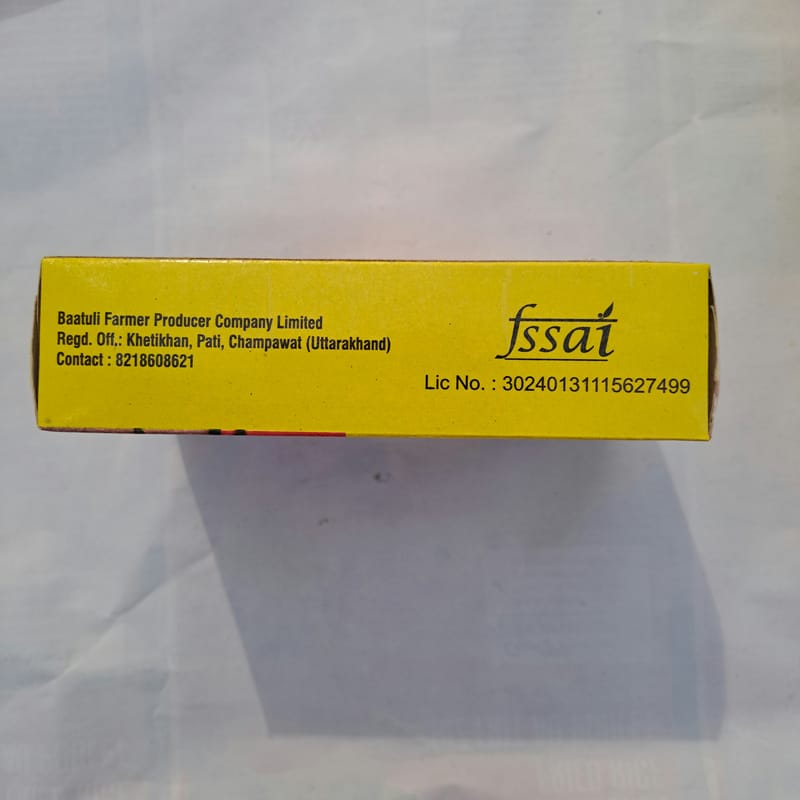 Baatuli Farmer Producer Company Limited
Regd. Off.: Khetikhan, Pati, Champawat (Uttarakhand)
Contact : 8218608621
fssai
Lic No. : 30240131115627499